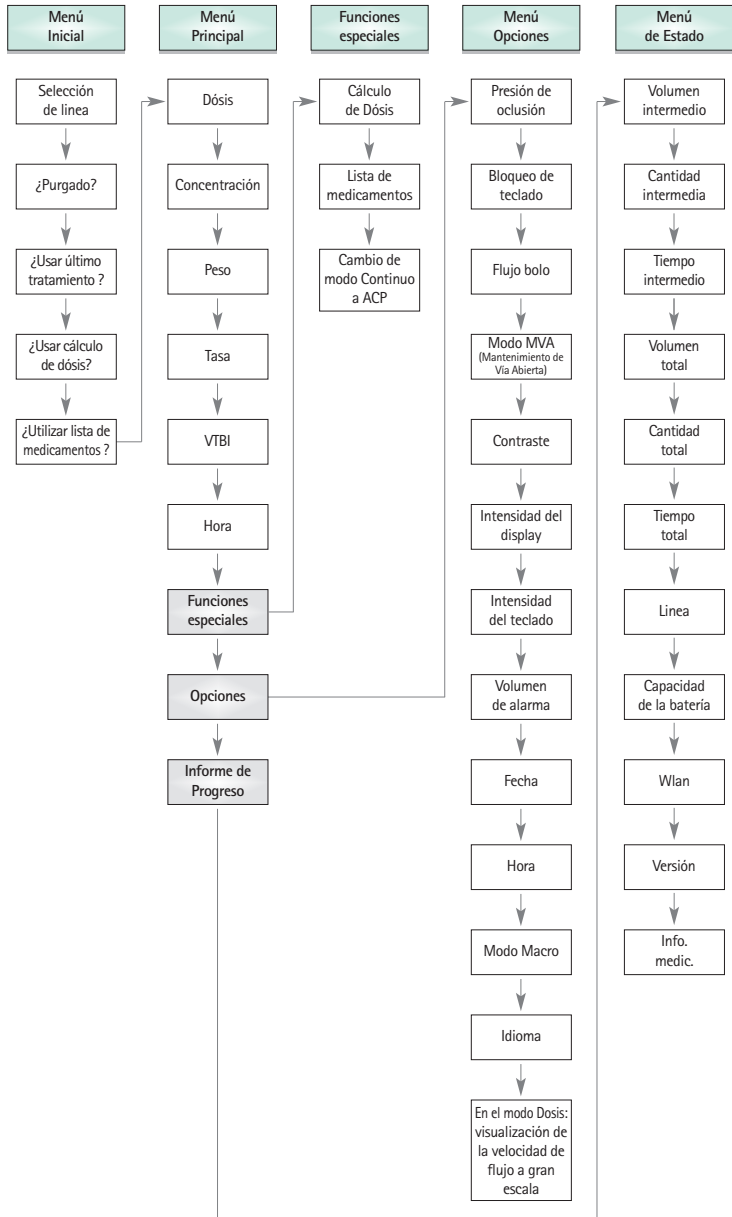 Menú
Inicial
Menú
Principal
Funciones
especiales
Menú
Opciones
Menú
de Estado
Selección
de linea
¿Purgado?
¿Usar último
tratamiento ?
¿Usar cálculo
de dósis?
¿Utilizar lista de
medicamentos ?
Dósis
Concentración
Peso
Tasa
VTBI
Hora
Funciones
especiales
Opciones
Informe de
Progreso
Cálculo
de Dósis
Lista de
medicamentos
Cambio de
modo Continuo
a ACP
Presión de
oclusión
Bloqueo de
teclado
Flujo bolo
Modo MVA
(Mantenimiento de
Vía Abierta)
Contraste
Intensidad del
display
Intensidad
del teclado
Volumen
de alarma
Fecha
Hora
Modo Macro
Idioma
En el modo Dosis:
visualización de
la velocidad de
flujo a gran
escala
Volumen
intermedio
Cantidad
intermedia
Tiempo
intermedio
Volumen
total
Cantidad
total
Tiempo
total
Linea
Capacidad
de la batería
Wlan
Versión
Info.
medic.